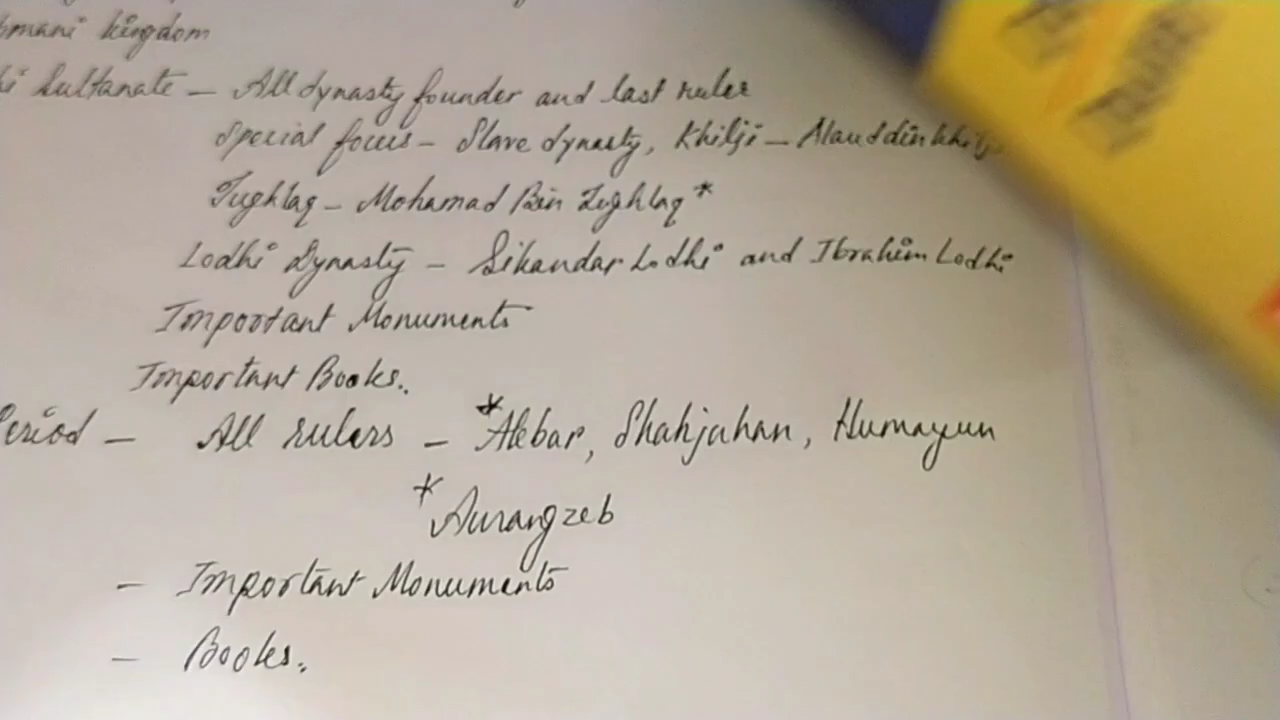 kingdom
Sultanate - All dynasty founder and last ruler
Special focus - Slave dynasty, Khilji - Alauddin Khilji
Tughlaq - Mohamad Bin Tughlaq *
Lodhi Dynasty - Sikandar Lodhi and Ibrahim Lodhi
Important Monuments
Important Books.
Period - All rulers - * Akbar, Shahjahan, Humayun
* Aurangzeb
- Important Monuments
- Books.